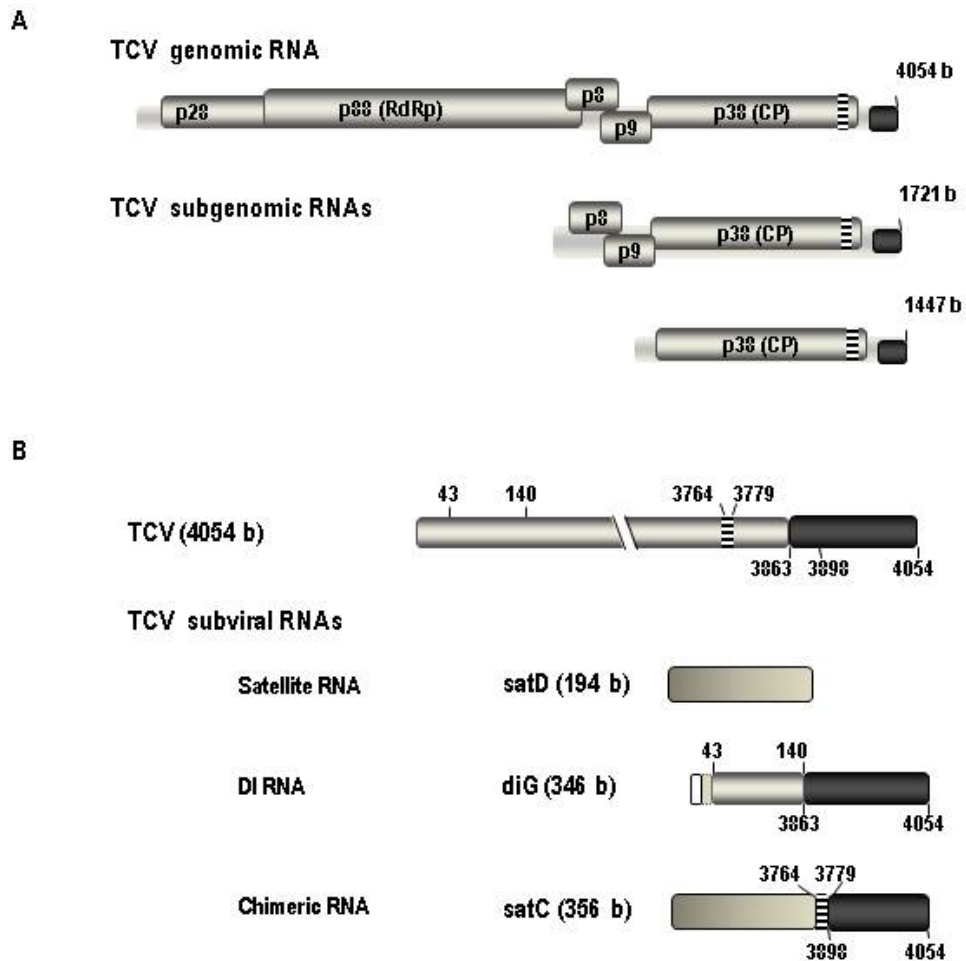 A
TCV genomic RNA
4054 b
p28
p88 (RdRp)
p8
p9
p38 (CP)
TCV subgenomic RNAs
1721 b
p8
p9
p38 (CP)
1447 b
p38 (CP)
B
43
140
3764
3779
TCV (4054 b)
3863
3898
4054
TCV subviral RNAs
Satellite RNA
satD (194 b)
43
140
DI RNA
diG (346 b)
3863
4054
3764
3779
Chimeric RNA
satC (356 b)
3898
4054